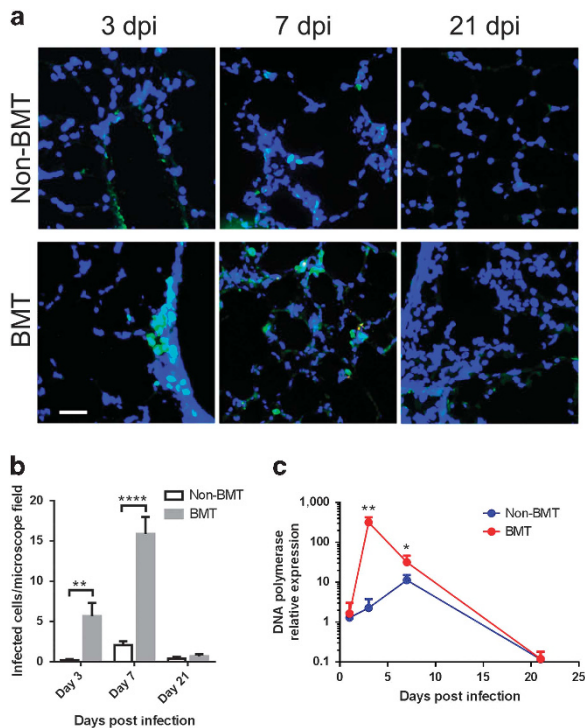 a
3 dpi 7 dpi 21 dpi
Non-BMT
BMT
b
Infected cells/microscope field
20
15
10
5
0
**
****
Non-BMT
BMT
Day 3 Day 7 Day 21
Days post infection
c
DNA polymerase
relative expression
1,000
100
10
1
0.1
**
*
Non-BMT
BMT
0 5 10 15 20 25
Days post infection